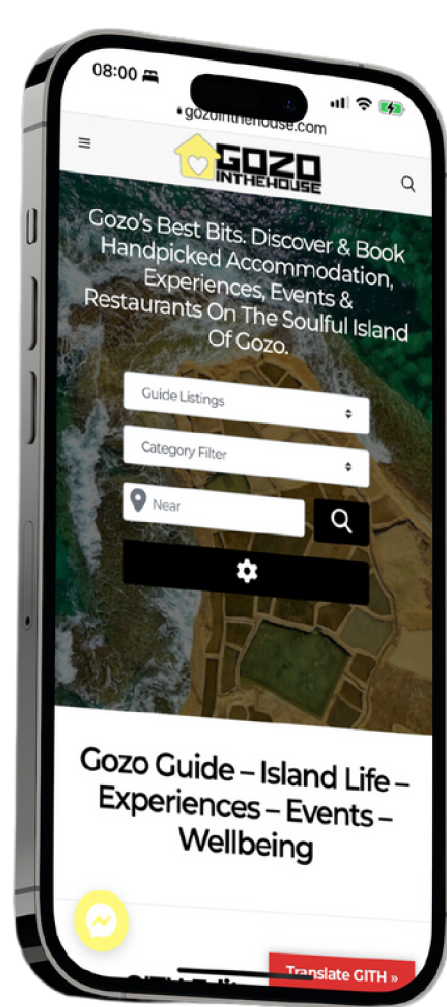 08:00
gozointhehouse.com
GOZO
INTHEHOUSE
Gozo's Best Bits. Discover & Book
Handpicked Accommodation,
Experiences, Events &
Restaurants On The Soulful Island
Of Gozo.
Guide Listings
Category Filter
Near
Gozo Guide – Island Life –
Experiences – Events –
Wellbeing
Translate GITH »